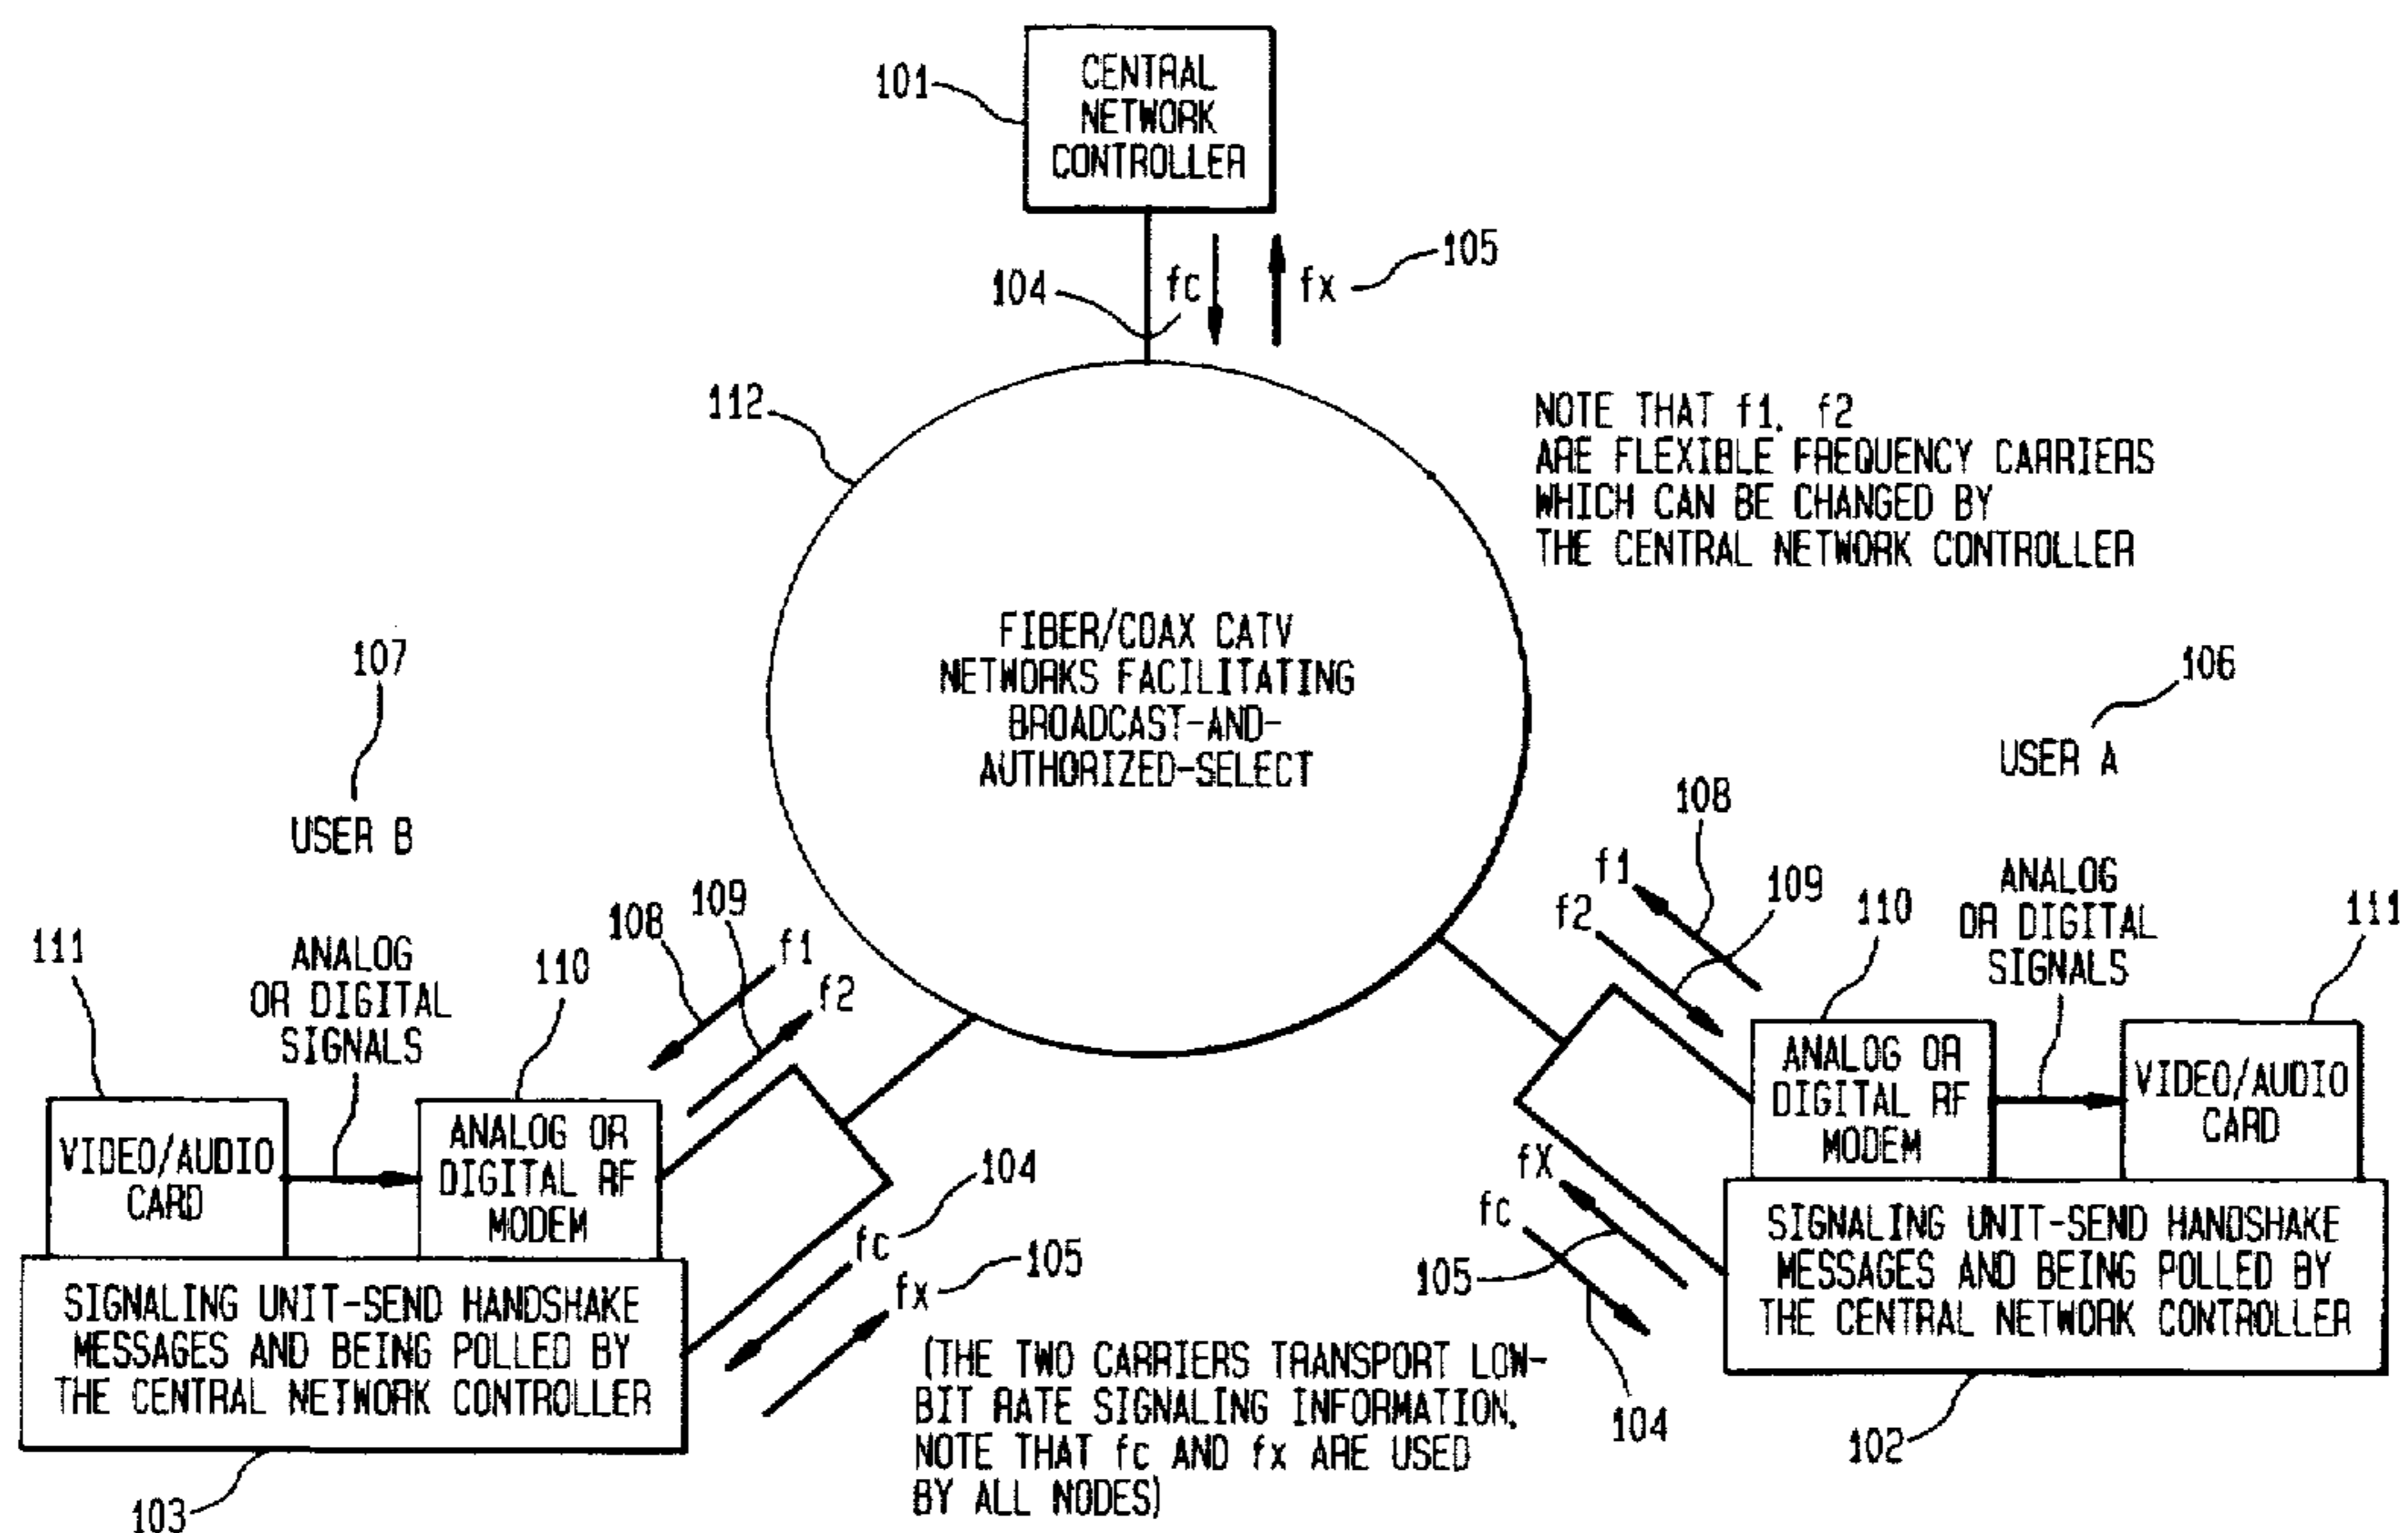 101
CENTRAL
NETWORK
CONTROLLER
104
fc
fx
105
112
NOTE THAT f1, f2
ARE FLEXIBLE FREQUENCY CARRIERS
WHICH CAN BE CHANGED BY
THE CENTRAL NETWORK CONTROLLER
FIBER/COAX CATV
NETWORKS FACILITATING
BROADCAST-AND-
AUTHORIZED-SELECT
107
USER B
106
USER A
111
ANALOG
OR DIGITAL
SIGNALS
110
108
109
f1
f2
VIDEO/AUDIO
CARD
ANALOG OR
DIGITAL RF
MODEM
SIGNALING UNIT-SEND HANDSHAKE
MESSAGES AND BEING POLLED BY
THE CENTRAL NETWORK CONTROLLER
103
fc
104
fx
105
(THE TWO CARRIERS TRANSPORT LOW-
BIT RATE SIGNALING INFORMATION.
NOTE THAT fc AND fx ARE USED
BY ALL NODES)
f1
108
f2
109
110
ANALOG
OR DIGITAL
SIGNALS
111
ANALOG OR
DIGITAL RF
MODEM
VIDEO/AUDIO
CARD
fX
fc
105
104
SIGNALING UNIT-SEND HANDSHAKE
MESSAGES AND BEING POLLED BY
THE CENTRAL NETWORK CONTROLLER
102